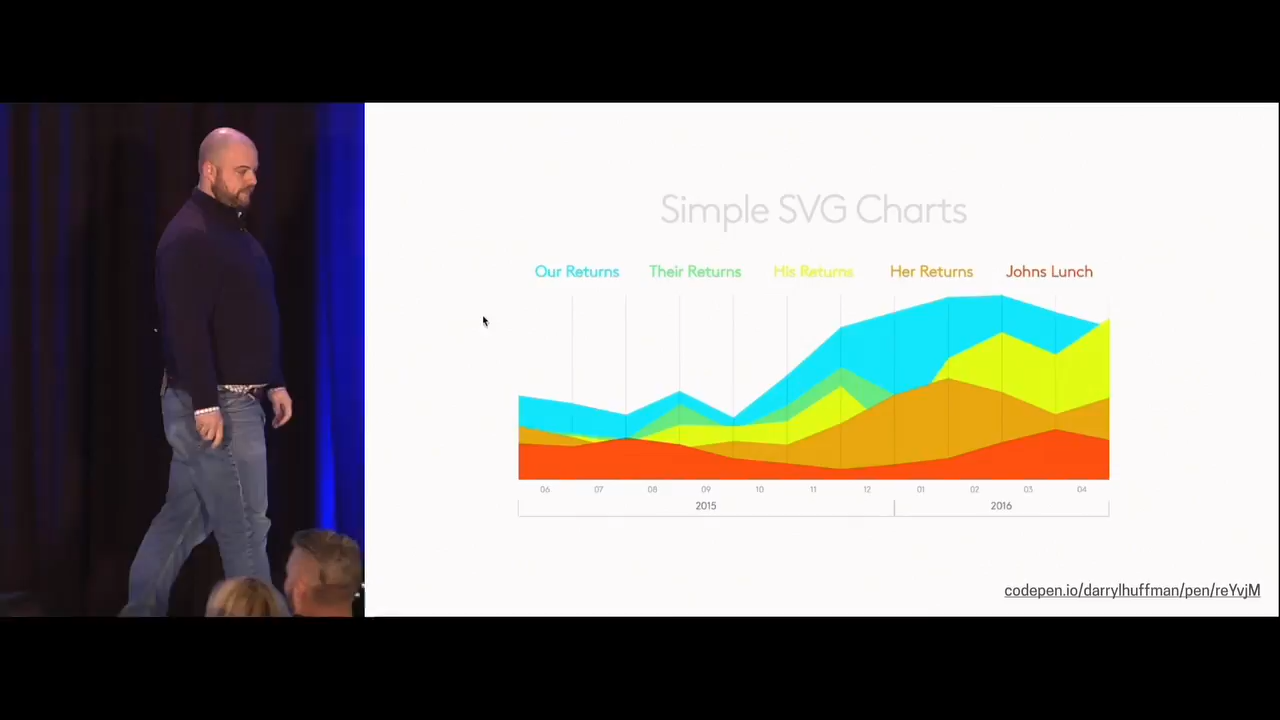 Simple SVG Charts
Our Returns Their Returns His Returns Her Returns Johns Lunch
06 07 08 09 10 11 12 01 02 03 04
2015 2016
codepen.io/darrylhuffman/pen/reYvjM